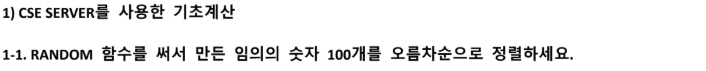 1) CSE SERVER를 사용한 기초계산
1-1. RANDOM 함수를 써서 만든 임의의 숫자 100개를 오름차순으로 정렬하세요.